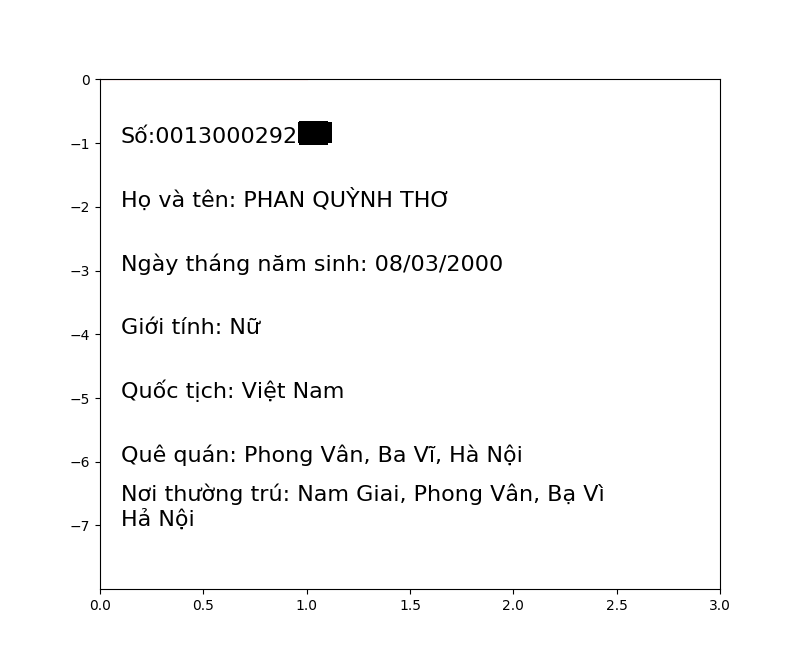 0
−1
−2
−3
−4
−5
−6
−7
Số:0013000292
Họ và tên: PHAN QUỲNH THƠ
Ngày tháng năm sinh: 08/03/2000
Giới tính: Nữ
Quốc tịch: Việt Nam
Quê quán: Phong Vân, Ba Vĩ, Hà Nội
Nơi thường trú: Nam Giai, Phong Vân, Bạ Vì
Hả Nội
0.0 0.5 1.0 1.5 2.0 2.5 3.0